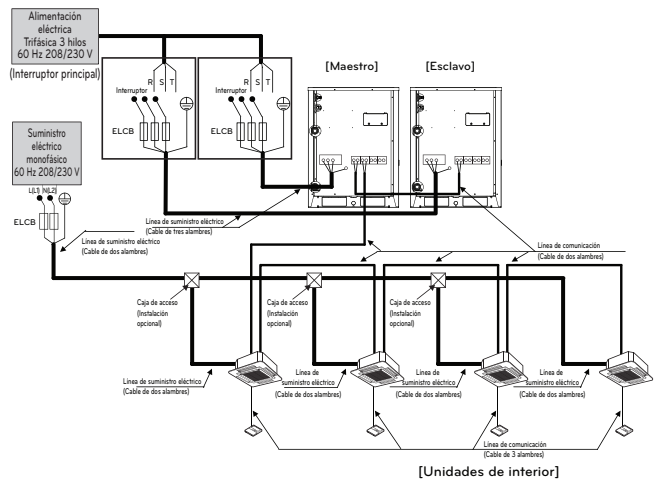 Alimentación
eléctrica
Trifásica 3 hilos
60 Hz 208/230 V
(Interruptor principal)
R S T
Interruptor
ELCB
R S T
Interruptor
ELCB
[Maestro]
[Esclavo]
Suministro
eléctrico
monofásico
60 Hz 208/230 V
L(L1) N(L2)
ELCB
Línea de suministro eléctrico
(Cable de tres alambres)
Línea de suministro eléctrico
(Cable de dos alambres)
Línea de comunicación
(Cable de dos alambres)
Caja de acceso
(Instalación
opcional)
Caja de acceso
(Instalación
opcional)
Caja de acceso
(Instalación
opcional)
Línea de suministro eléctrico
(Cable de dos alambres)
Línea de
suministro eléctrico
(Cable de dos alambres)
Línea de
suministro eléctrico
(Cable de dos alambres)
Línea de
suministro eléctrico
(Cable de dos alambres)
Línea de comunicación
(Cable de 3 alambres)
[Unidades de interior]